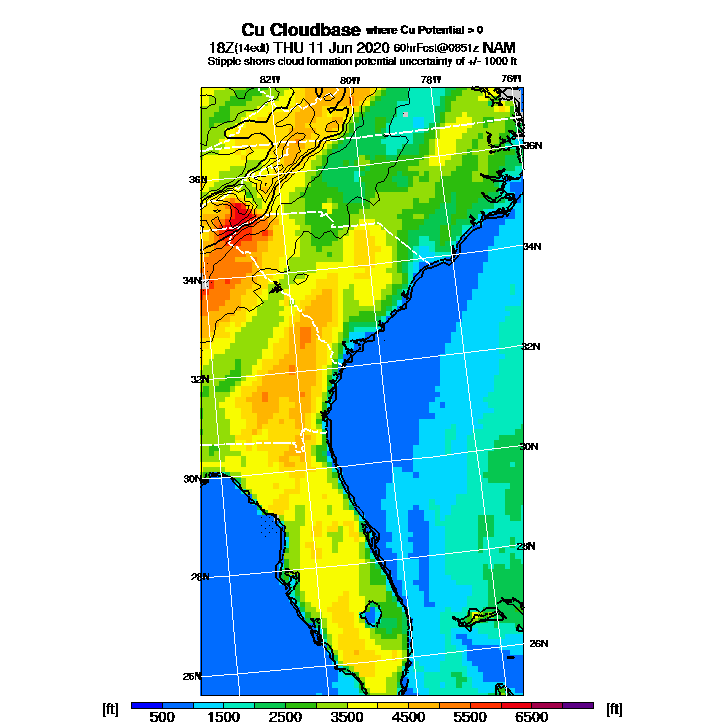 Cu Cloudbase where Cu Potential > 0
18Z(14edt) THU 11 Jun 2020 60hrFcst@0851z NAM
Stipple shows cloud formation potential uncertainty of +/- 1000 ft
82W 80W 78W 76W
36N
36N
34N
34N
32N
32N
30N
30N
28N
28N
26N
26N
[ft] 500 1500 2500 3500 4500 5500 6500 [ft]